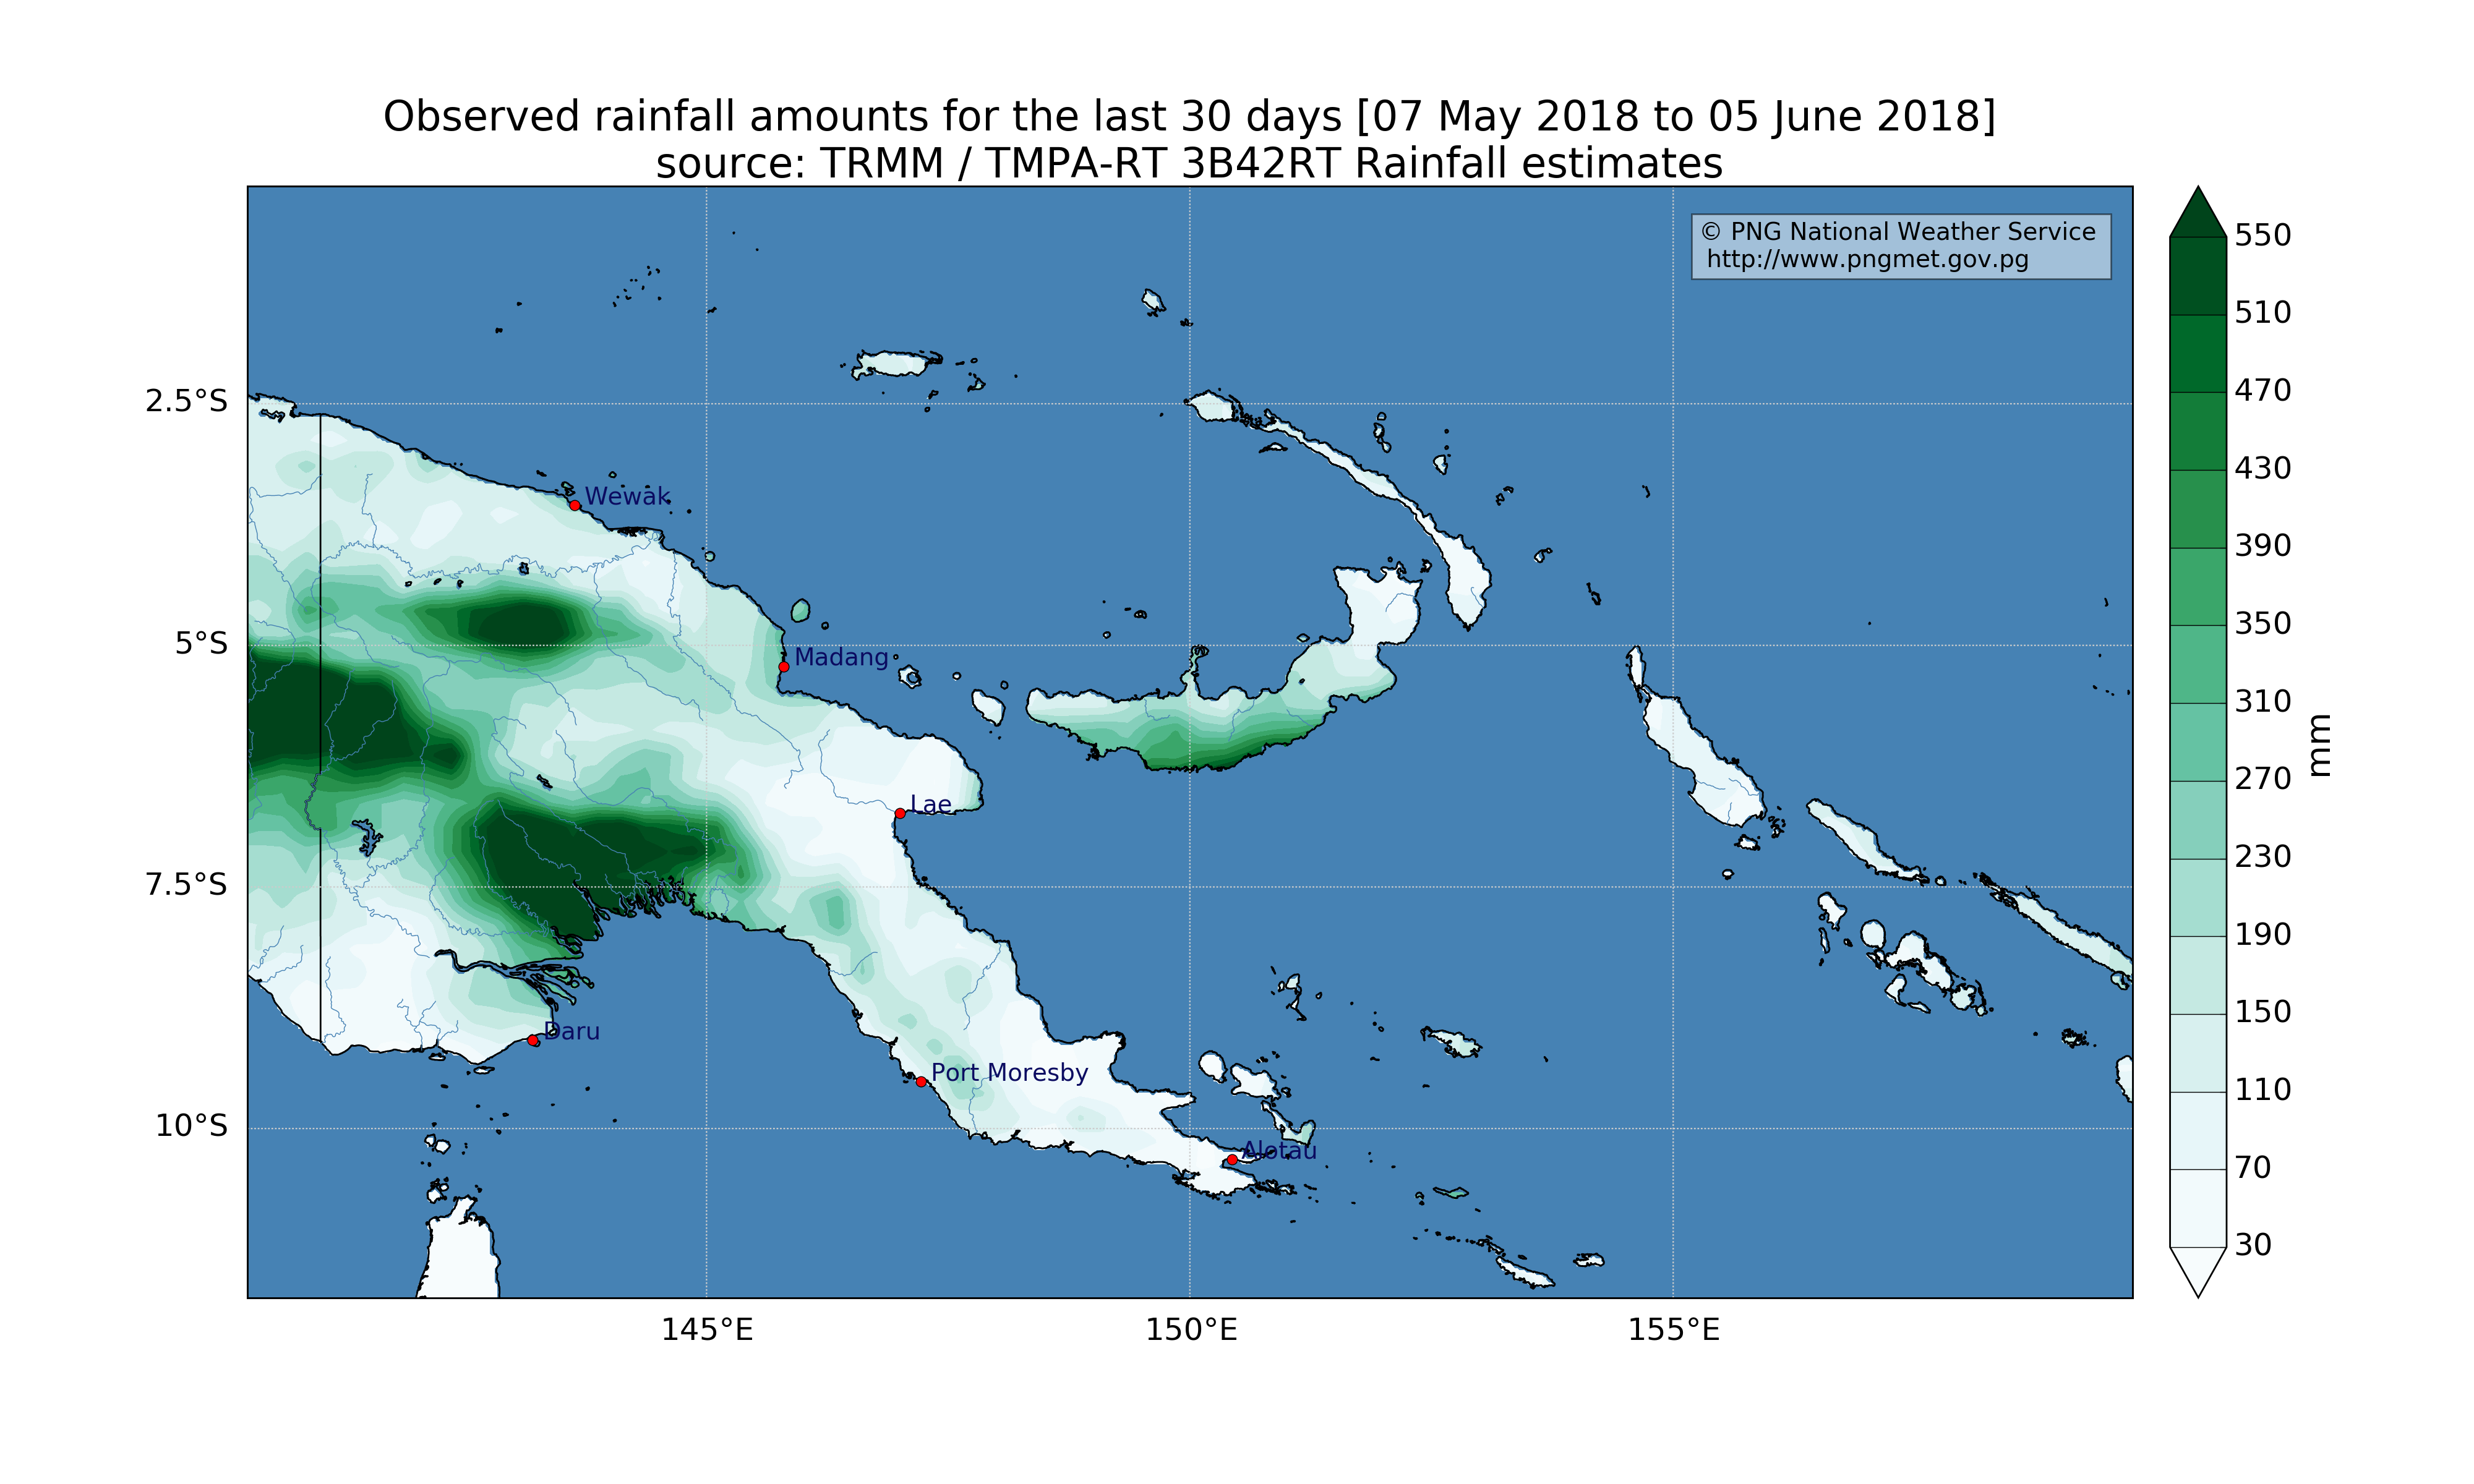 Observed rainfall amounts for the last 30 days [07 May 2018 to 05 June 2018]
source: TRMM / TMPA-RT 3B42RT Rainfall estimates
© PNG National Weather Service
http://www.pngmet.gov.pg
550
510
470
430
390
350
310
270
230
190
150
110
70
30
mm
2.5°S
5°S
7.5°S
10°S
Wewak
Madang
Lae
Daru
Port Moresby
Alotau
145°E
150°E
155°E